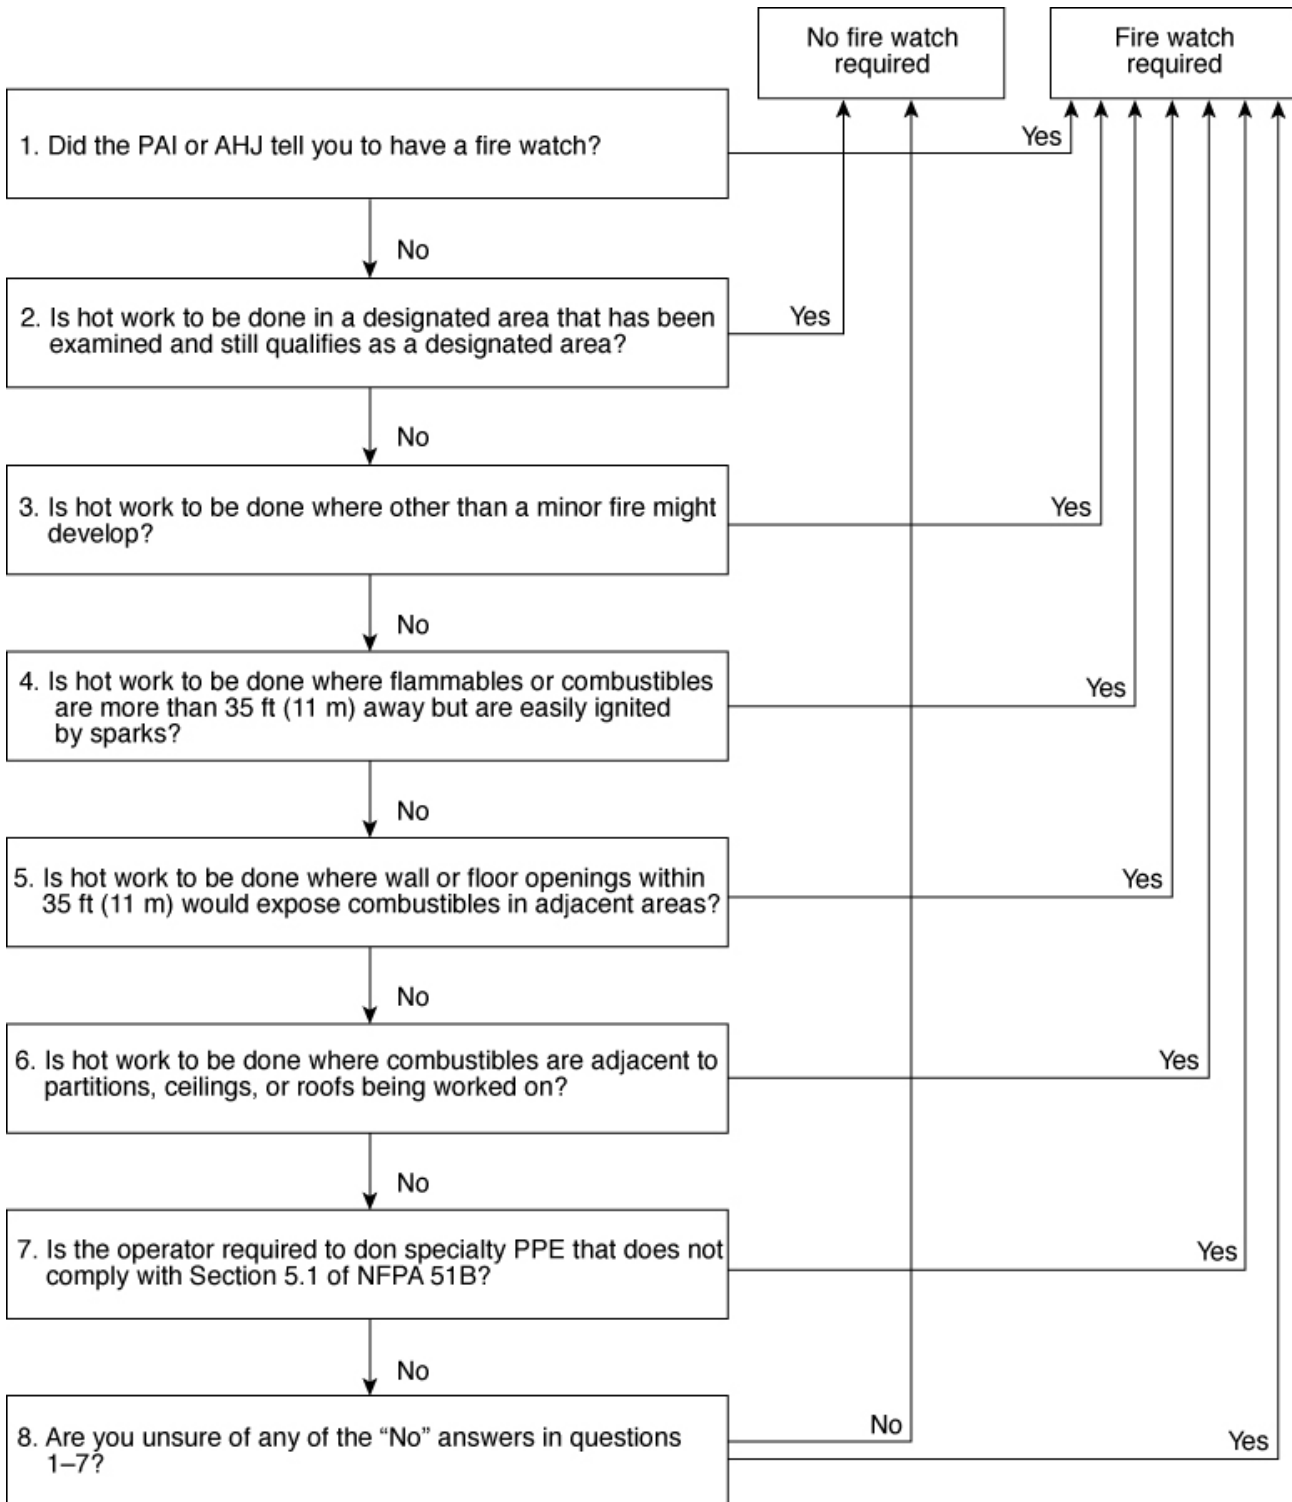 No fire watch
required
Fire watch
required
1. Did the PAI or AHJ tell you to have a fire watch?
Yes
No
2. Is hot work to be done in a designated area that has been
examined and still qualifies as a designated area?
Yes
No
3. Is hot work to be done where other than a minor fire might
develop?
Yes
No
4. Is hot work to be done where flammables or combustibles
are more than 35 ft (11 m) away but are easily ignited
by sparks?
Yes
No
5. Is hot work to be done where wall or floor openings within
35 ft (11 m) would expose combustibles in adjacent areas?
Yes
No
6. Is hot work to be done where combustibles are adjacent to
partitions, ceilings, or roofs being worked on?
Yes
No
7. Is the operator required to don specialty PPE that does not
comply with Section 5.1 of NFPA 51B?
Yes
No
8. Are you unsure of any of the “No” answers in questions
1–7?
No
Yes